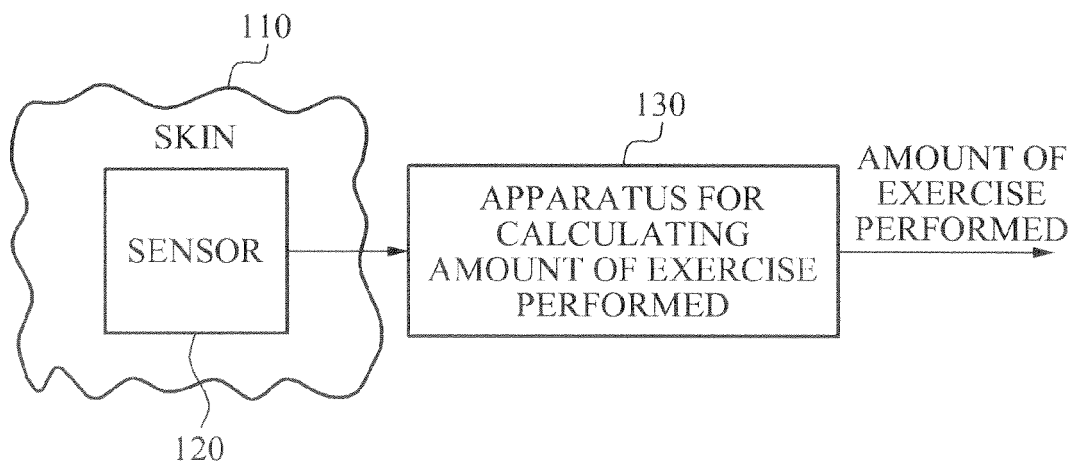 110
SKIN
SENSOR
120
130
APPARATUS FOR
CALCULATING
AMOUNT OF EXERCISE
PERFORMED
AMOUNT OF
EXERCISE
PERFORMED